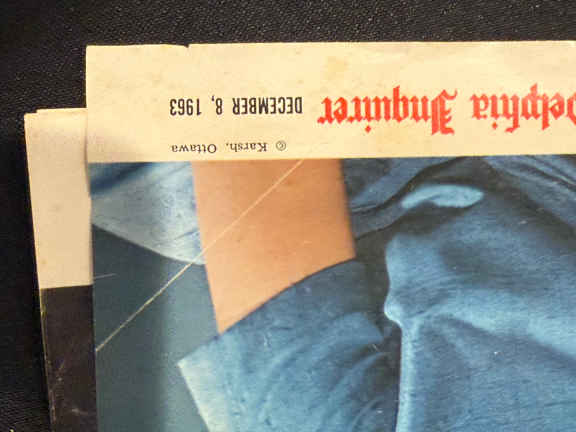 © Karsh, Ottawa
delphia Inquirer DECEMBER 8, 1963